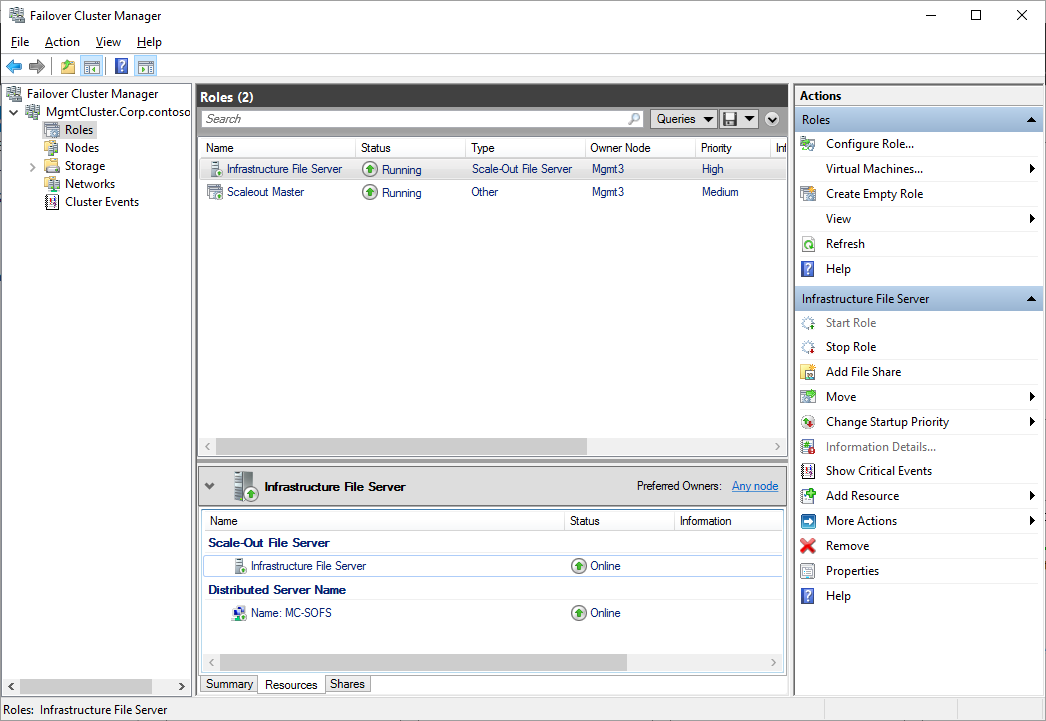 Failover Cluster Manager
File Action View Help
Failover Cluster Manager
MgmtCluster.Corp.contoso
Roles
Nodes
Storage
Networks
Cluster Events
Roles (2)
Search
Queries
Name Status Type Owner Node Priority Inf
Infrastructure File Server Running Scale-Out File Server Mgmt3 High
Scaleout Master Running Other Mgmt3 Medium
Infrastructure File Server Preferred Owners: Any node
Name Status Information
Scale-Out File Server
Infrastructure File Server Online
Distributed Server Name
Name: MC-SOFS Online
Summary Resources Shares
Actions
Roles
Configure Role...
Virtual Machines...
Create Empty Role
View
Refresh
Help
Infrastructure File Server
Start Role
Stop Role
Add File Share
Move
Change Startup Priority
Information Details...
Show Critical Events
Add Resource
More Actions
Remove
Properties
Help
Roles: Infrastructure File Server